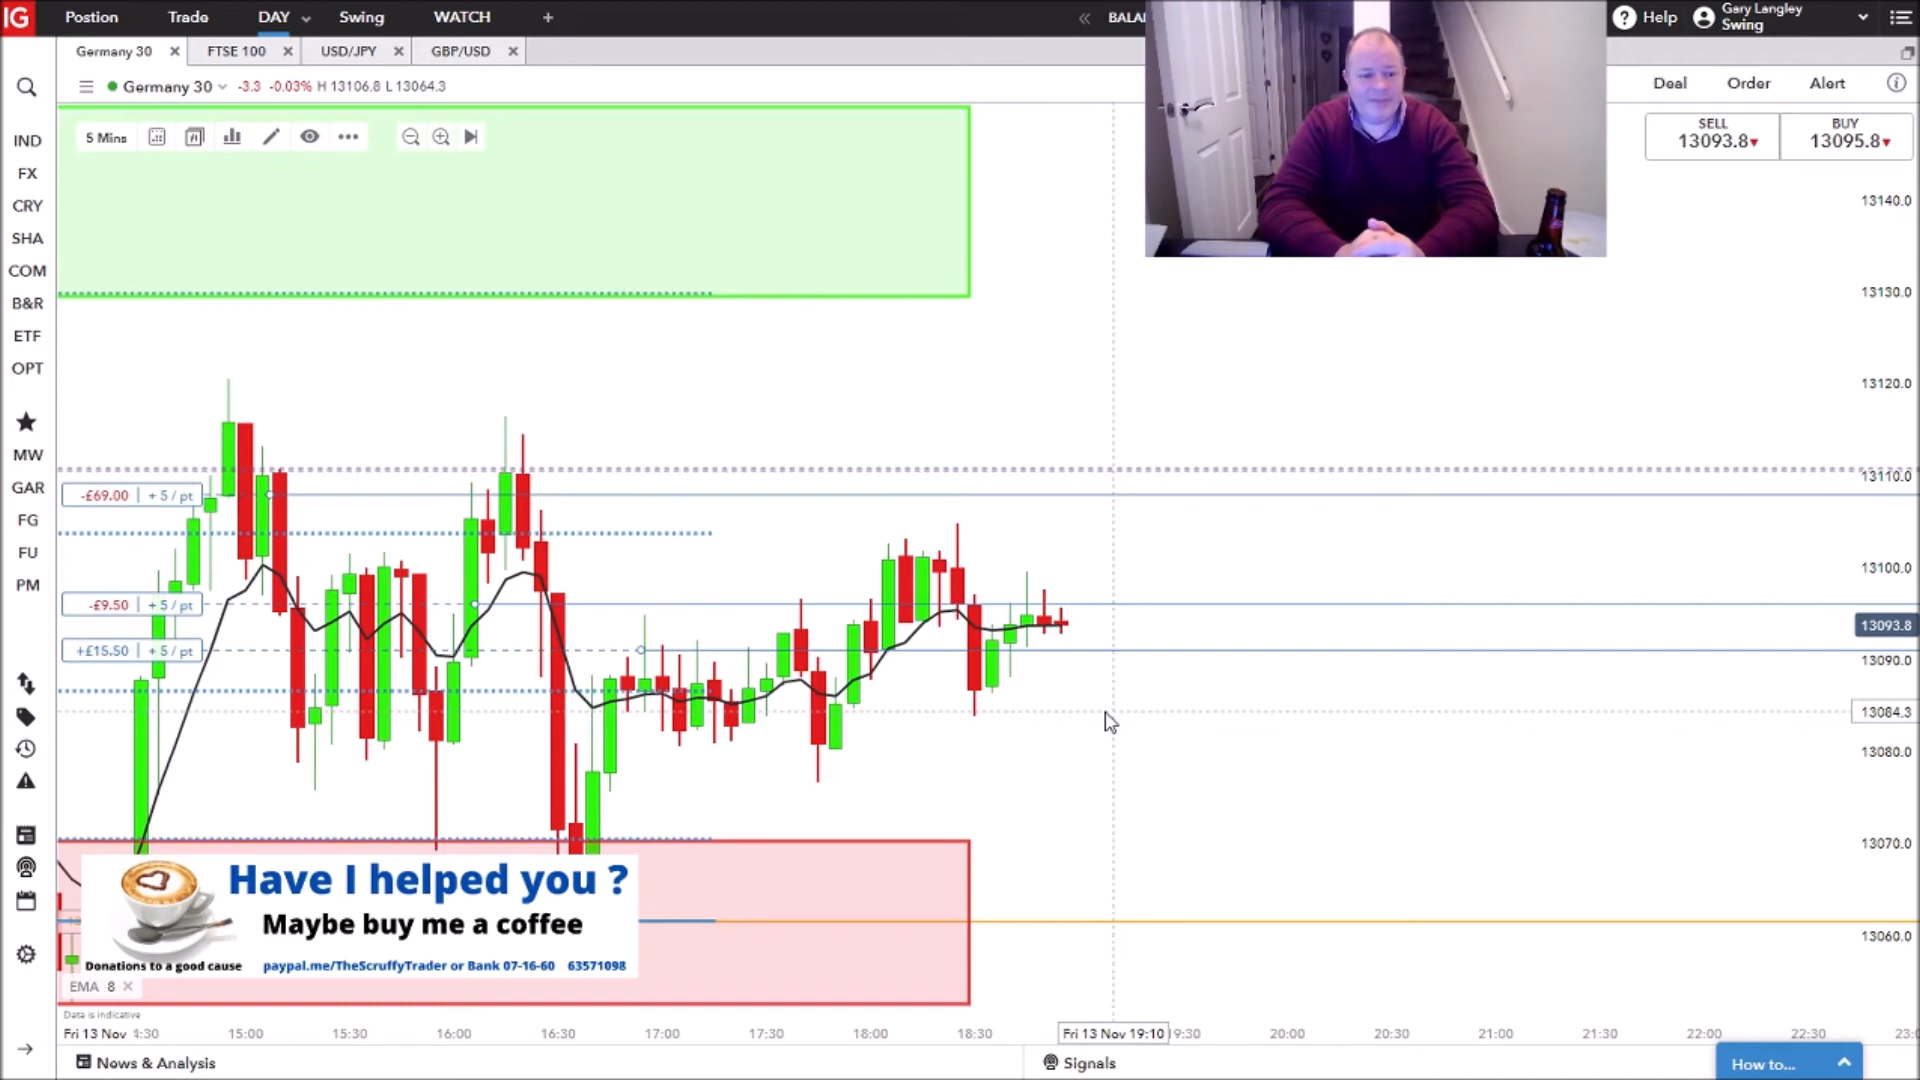 IG Postion Trade DAY Swing WATCH + « BALA Help Gary Langley
Swing
Germany 30 × FTSE 100 × USD/JPY × GBP/USD ×
Germany 30 -3.3 -0.03% H 13106.8 L 13064.3 Deal Order Alert
5 Mins
SELL BUY
13093.8 13095.8
IND
FX
CRY
SHA
COM
B&R
ETF
OPT
MW
GAR
FG
FU
PM
13140.0
13130.0
13120.0
13110.0
13100.0
13093.8
13090.0
13084.3
13080.0
13070.0
13060.0
-£69.00 | + 5 / pt
-£9.50 | + 5 / pt
+£15.50 | + 5 / pt
Have I helped you ?
Maybe buy me a coffee
Donations to a good cause paypal.me/TheScruffyTrader or Bank 07-16-60 63571098
EMA 8 ×
Data is indicative
Fri 13 Nov 4:30 15:00 15:30 16:00 16:30 17:00 17:30 18:00 18:30 Fri 13 Nov 19:10 19:30 20:00 20:30 21:00 21:30 22:00 22:30 23:0
News & Analysis Signals How to...